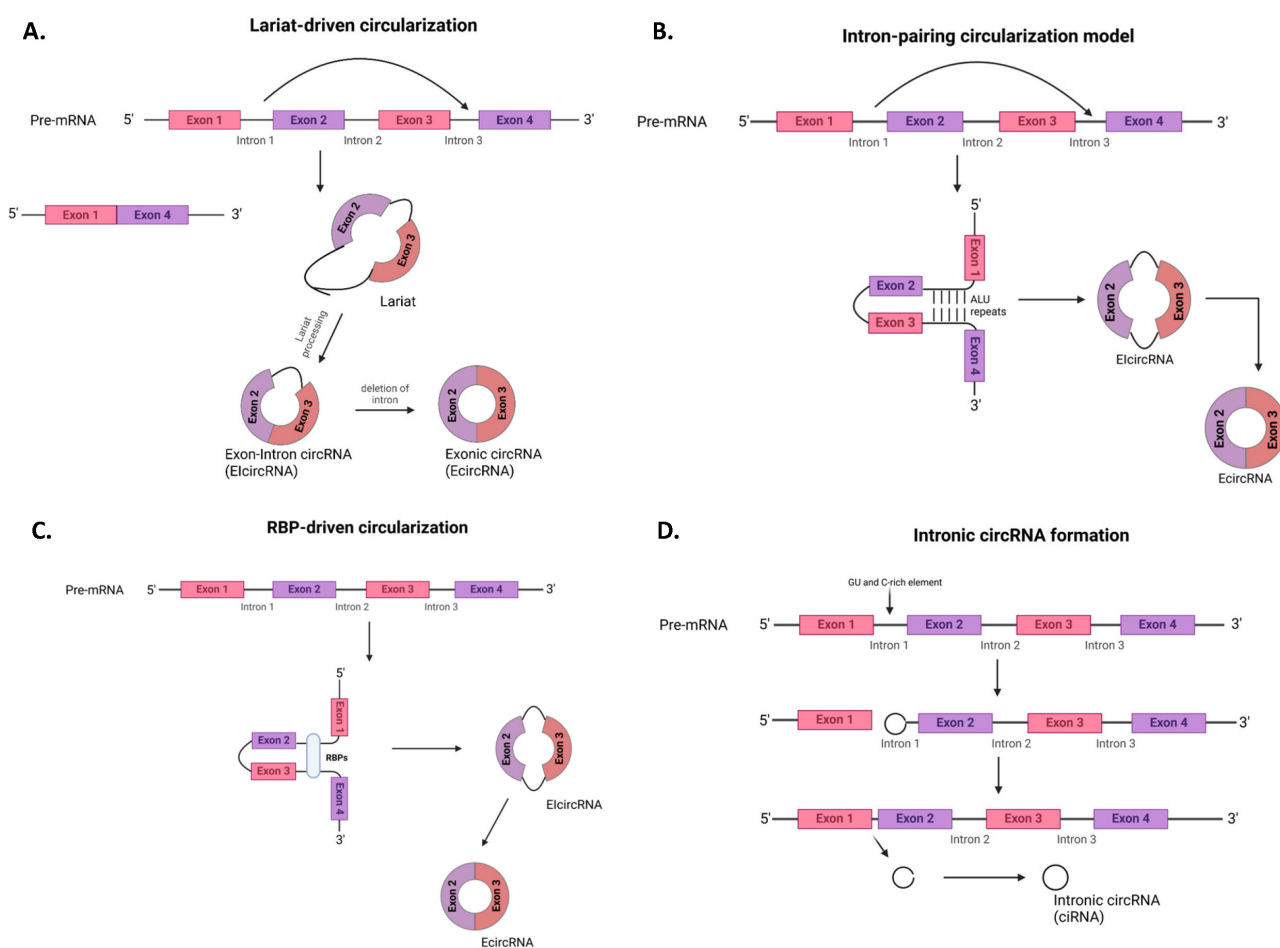 A.
Lariat-driven circularization
Pre-mRNA 5' Exon 1 Exon 2 Exon 3 Exon 4 3'
Intron 1 Intron 2 Intron 3
5' Exon 1 Exon 4 3'
Exon 2
Exon 3
Lariat
Lariat
processing
Exon 2
Exon 3
deletion of
intron
Exon 2
Exon 3
Exon-Intron circRNA
(EIcircRNA)
Exonic circRNA
(EcircRNA)
B.
Intron-pairing circularization model
Pre-mRNA 5' Exon 1 Exon 2 Exon 3 Exon 4 3'
Intron 1 Intron 2 Intron 3
5'
Exon 1
Exon 2
ALU
repeats
Exon 3
Exon 4
3'
Exon 2
Exon 3
EIcircRNA
Exon 2
Exon 3
EcircRNA
C.
RBP-driven circularization
Pre-mRNA 5' Exon 1 Exon 2 Exon 3 Exon 4 3'
Intron 1 Intron 2 Intron 3
5'
Exon 1
Exon 2
RBPs
Exon 3
Exon 4
3'
Exon 2
Exon 3
EIcircRNA
Exon 2
Exon 3
EcircRNA
D.
Intronic circRNA formation
GU and C-rich element
Pre-mRNA 5' Exon 1 Exon 2 Exon 3 Exon 4 3'
Intron 1 Intron 2 Intron 3
5' Exon 1 Exon 2 Exon 3 Exon 4 3'
Intron 1 Intron 2 Intron 3
5' Exon 1 Exon 2 Exon 3 Exon 4 3'
Intron 2 Intron 3
Intronic circRNA
(ciRNA)